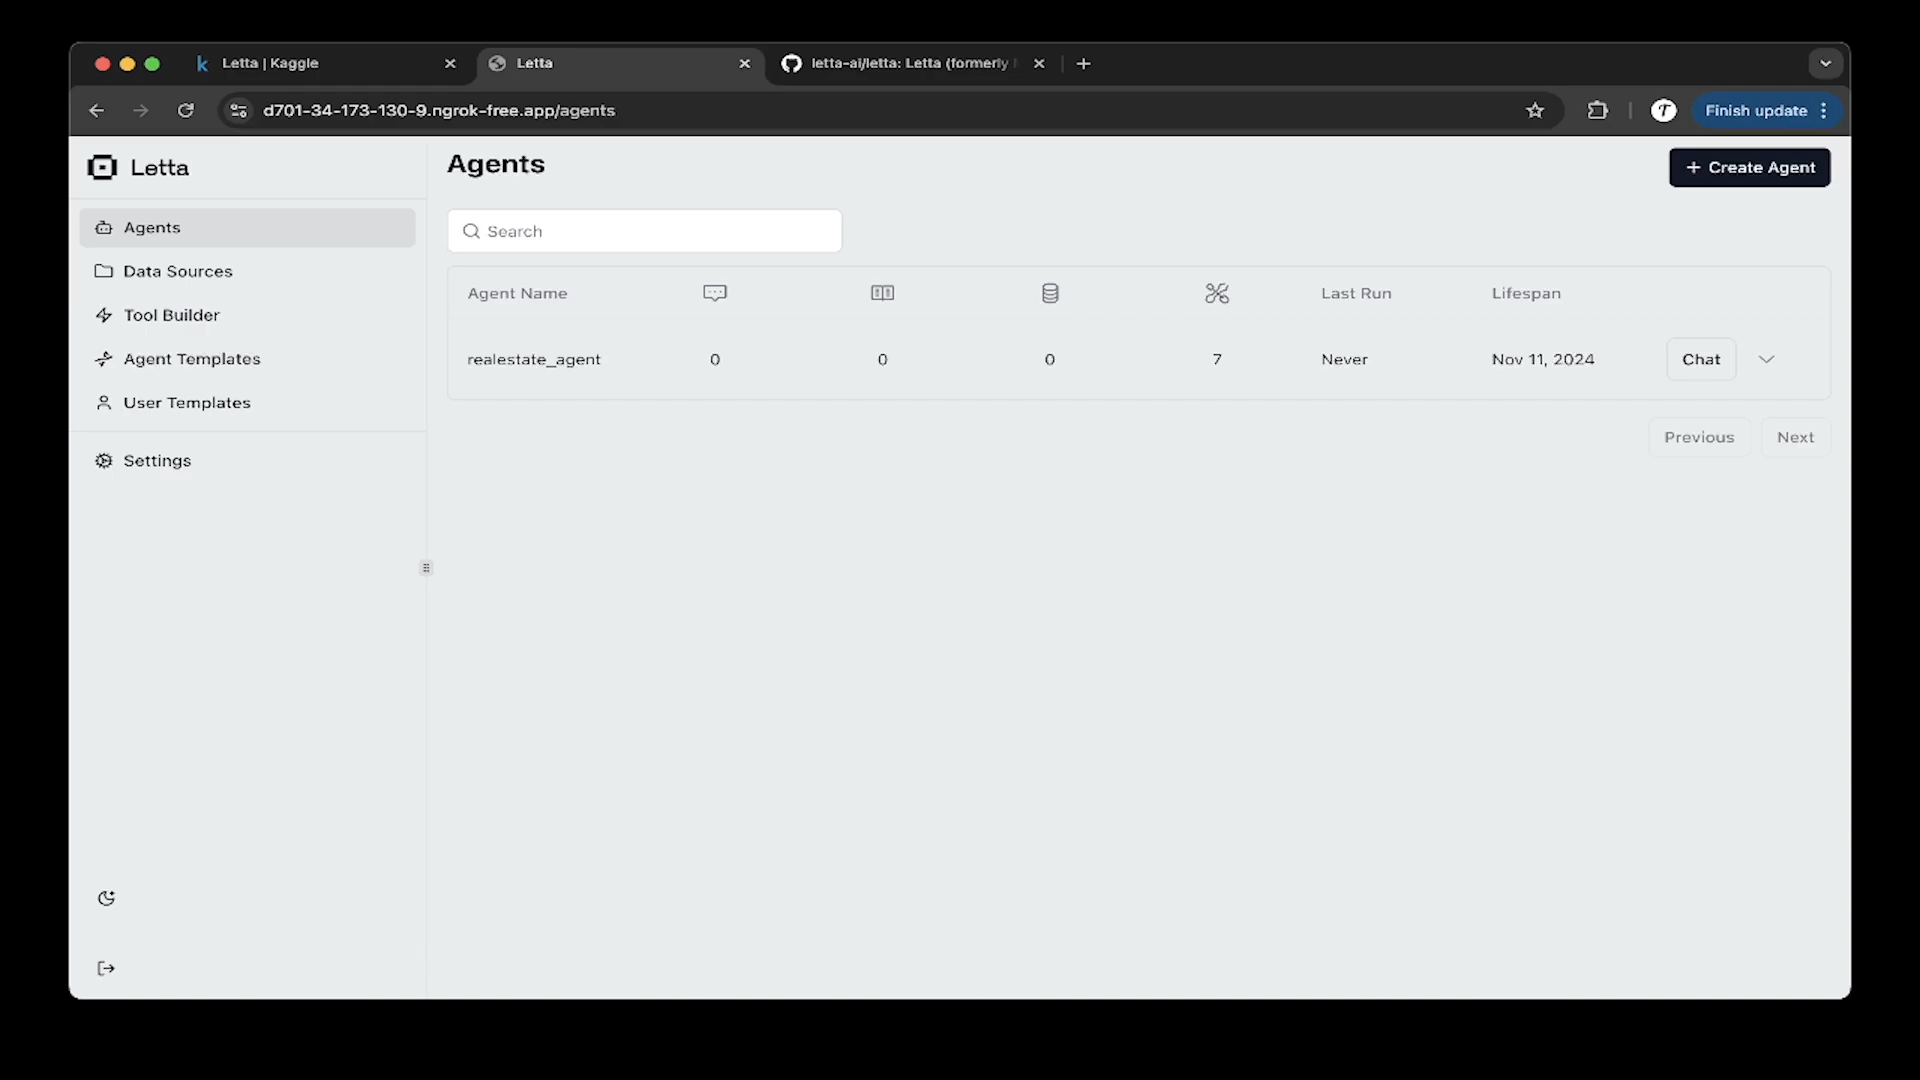 Letta | Kaggle
Letta
letta-ai/letta: Letta (formerly
d701-34-173-130-9.ngrok-free.app/agents
T
Finish update
Letta
Agents
Data Sources
Tool Builder
Agent Templates
User Templates
Settings
Agents
+ Create Agent
Search
Agent Name Last Run Lifespan
realestate_agent 0 0 0 7 Never Nov 11, 2024 Chat
Previous Next